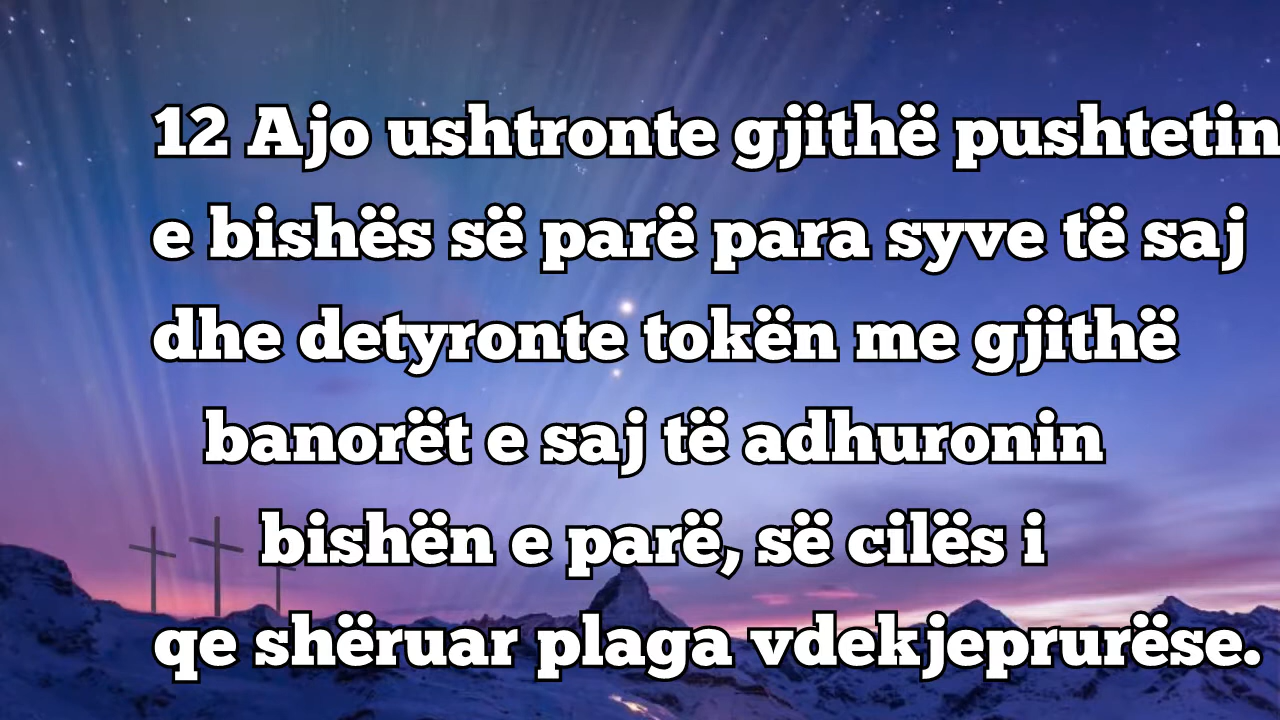 12 Ajo ushtronte gjithë pushtetin
e bishës së parë para syve të saj
dhe detyronte tokën me gjithë
banorët e saj të adhuronin
bishën e parë, së cilës i
qe shëruar plaga vdekjeprurëse.